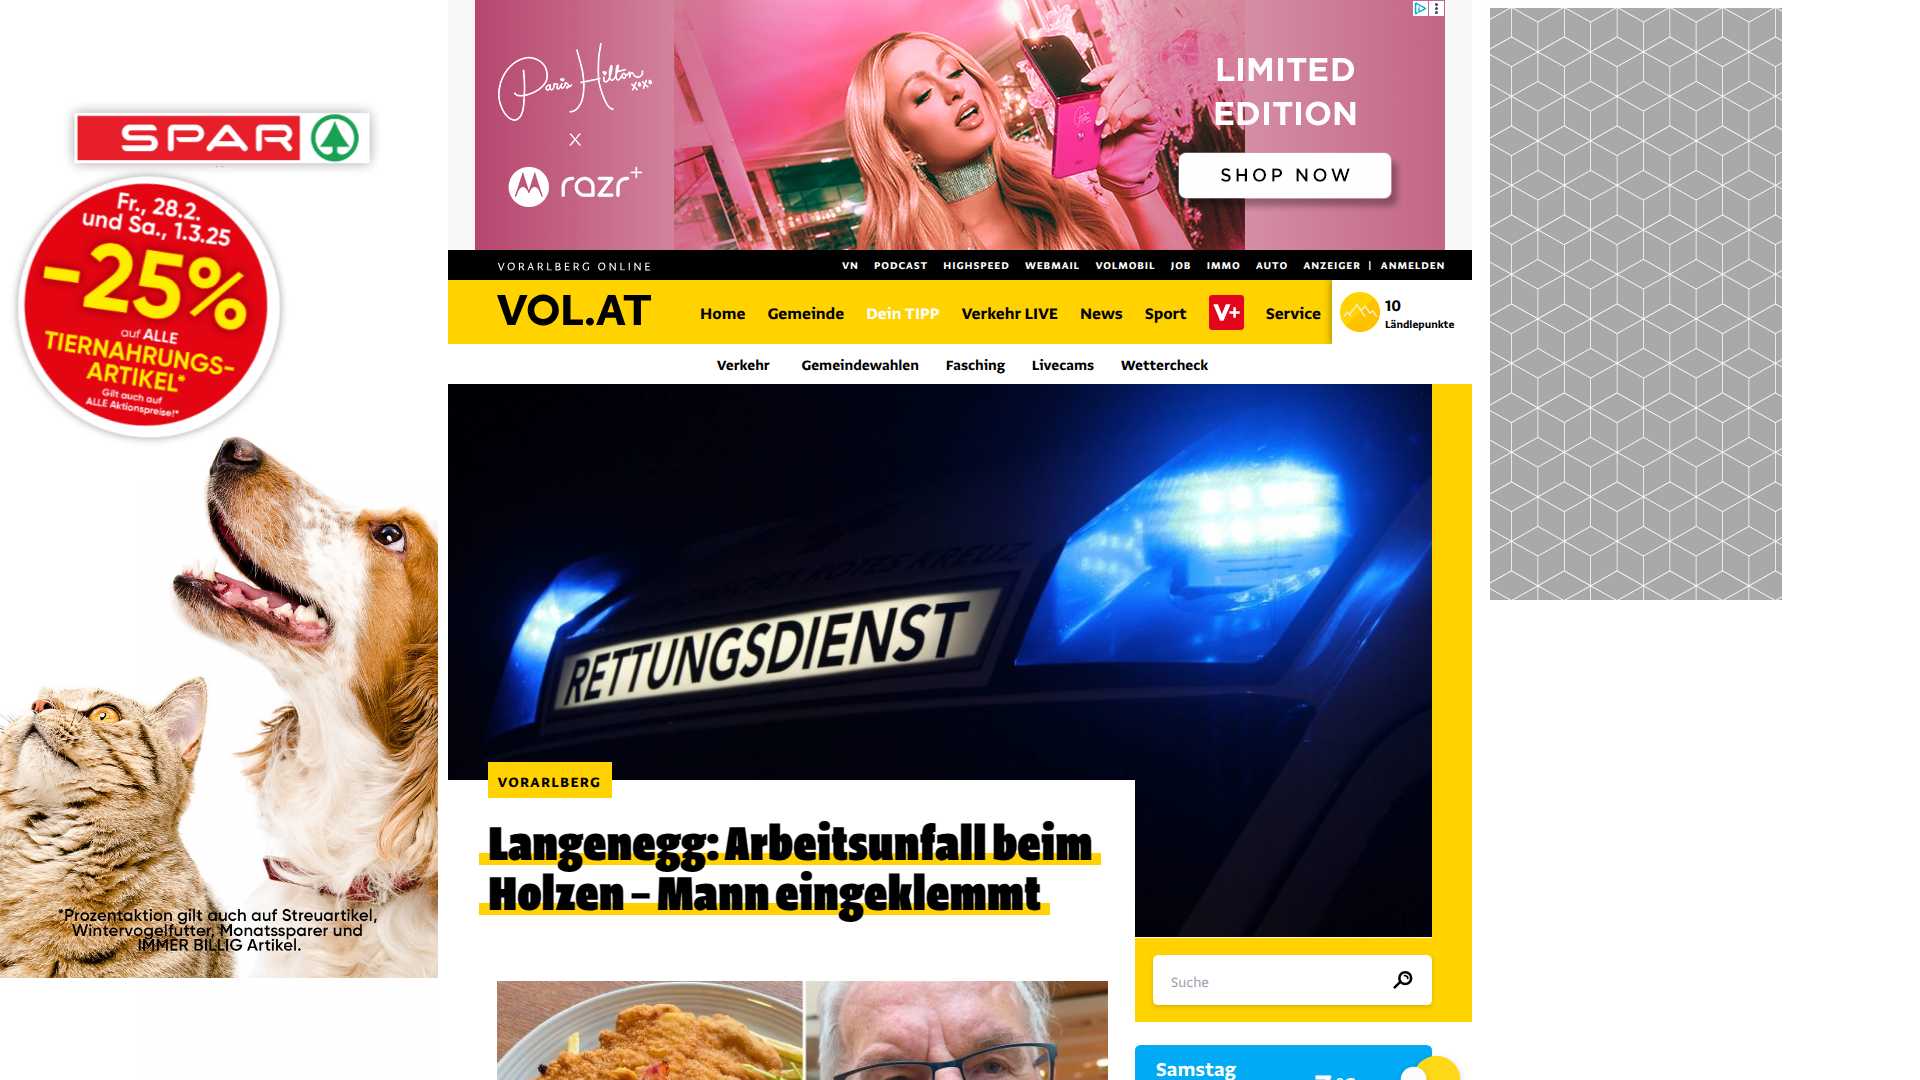 Paris Hilton
xoxo
X
razr+
LIMITED
EDITION
SHOP NOW
SPAR
Fr., 28.2.
und Sa., 1.3.25
-25%
auf ALLE
TIERNAHRUNGS-
ARTIKEL*
Gilt auch auf
ALLE Aktionspreise!*
*Prozentaktion gilt auch auf Streuartikel,
Wintervogelfutter, Monatssparer und
IMMER BILLIG Artikel.
VORARLBERG ONLINE
VN PODCAST HIGHSPEED WEBMAIL VOLMOBIL JOB IMMO AUTO ANZEIGER | ANMELDEN
VOL.AT
Home Gemeinde Dein TIPP Verkehr LIVE News Sport V+ Service
10
Ländlepunkte
Verkehr Gemeindewahlen Fasching Livecams Wettercheck
ROTES KREUZ
RETTUNGSDIENST
VORARLBERG
Langenegg: Arbeitsunfall beim
Holzen – Mann eingeklemmt
Suche
Samstag